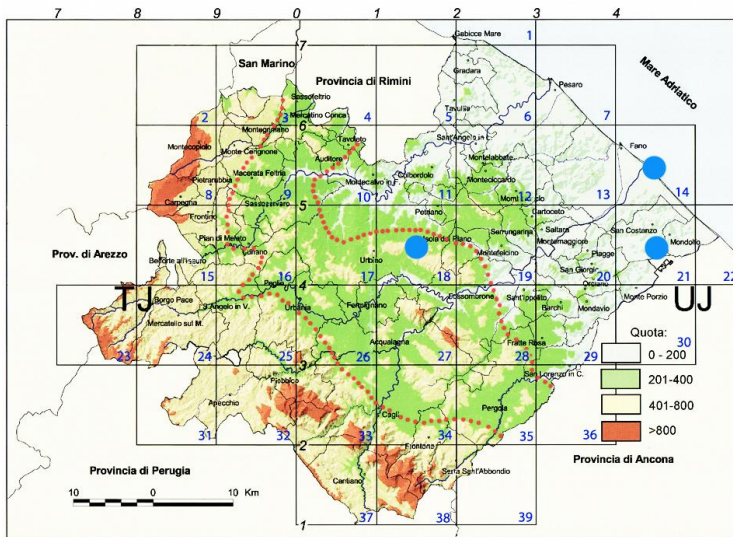 7 8 9 0 1 2 3 4
Gabicce Mare 1
7 7
San Marino
Gradara
Mare Adriatico
Provincia di Rimini
Pesaro
Sassofeltrio
Tavullia
Mercatino Conca
2 3 4 5 6 7
Montegrimano
6 6
Sant'Angelo in L.
Tavoleto
Montecopiolo
Monte Cerignone
Auditore
Fano
Montelabbate
Macerata Feltria
Colbordolo
Pietrarubbia
Montecalvo in F.
Monteciccardo
8 9 10 11 12 13 14
Carpegna
Sassocorvaro
Petriano
5 5
Frontino
Cartoceto
San Costanzo
Saltara
Serrungarina
Isola del Piano
Mondolfo
Pian di Meleto
Montemaggiore
Prov. di Arezzo
Lunano
Urbino
Montefelcino
Piagge
Belforte all'Isauro
San Giorgio
15 16 17 18 19 20 21 22
Peglio
Orciano
4 4
TJ UJ
Borgo Pace
Fossombrone
Sant'Ippolito
Monte Porzio
S.Angelo in V.
Urbania
Fermignano
Barchi
Mondavio
Mercatello sul M.
Quota:
Acqualagna
Fratte Rosa
0 - 200
23 24 25 26 27 28 29 30
3 3
San Lorenzo in C.
201-400
Piobbico
Apecchio
401-800
Cagli
Pergola
31 32 33 34 35 36
>800
Frontone
2 2
Provincia di Perugia
Provincia di Ancona
Serra Sant'Abbondio
Cantiano
10 0 10 Km
37 38 39
1 1